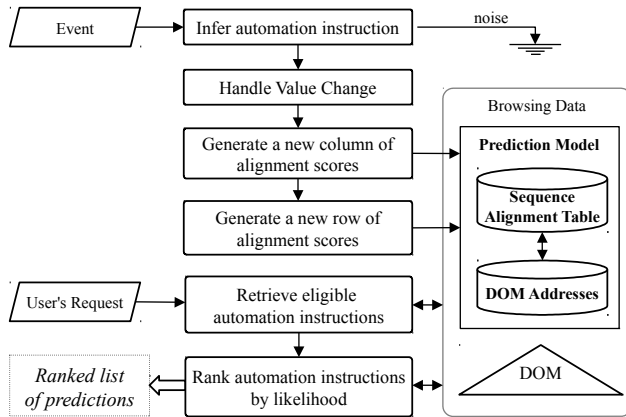 Event
Infer automation instruction
noise
Handle Value Change
Browsing Data
Generate a new column of
alignment scores
Prediction Model
Sequence
Alignment Table
Generate a new row of
alignment scores
DOM Addresses
User's Request
Retrieve eligible
automation instructions
Ranked list
of predictions
Rank automation instructions
by likelihood
DOM